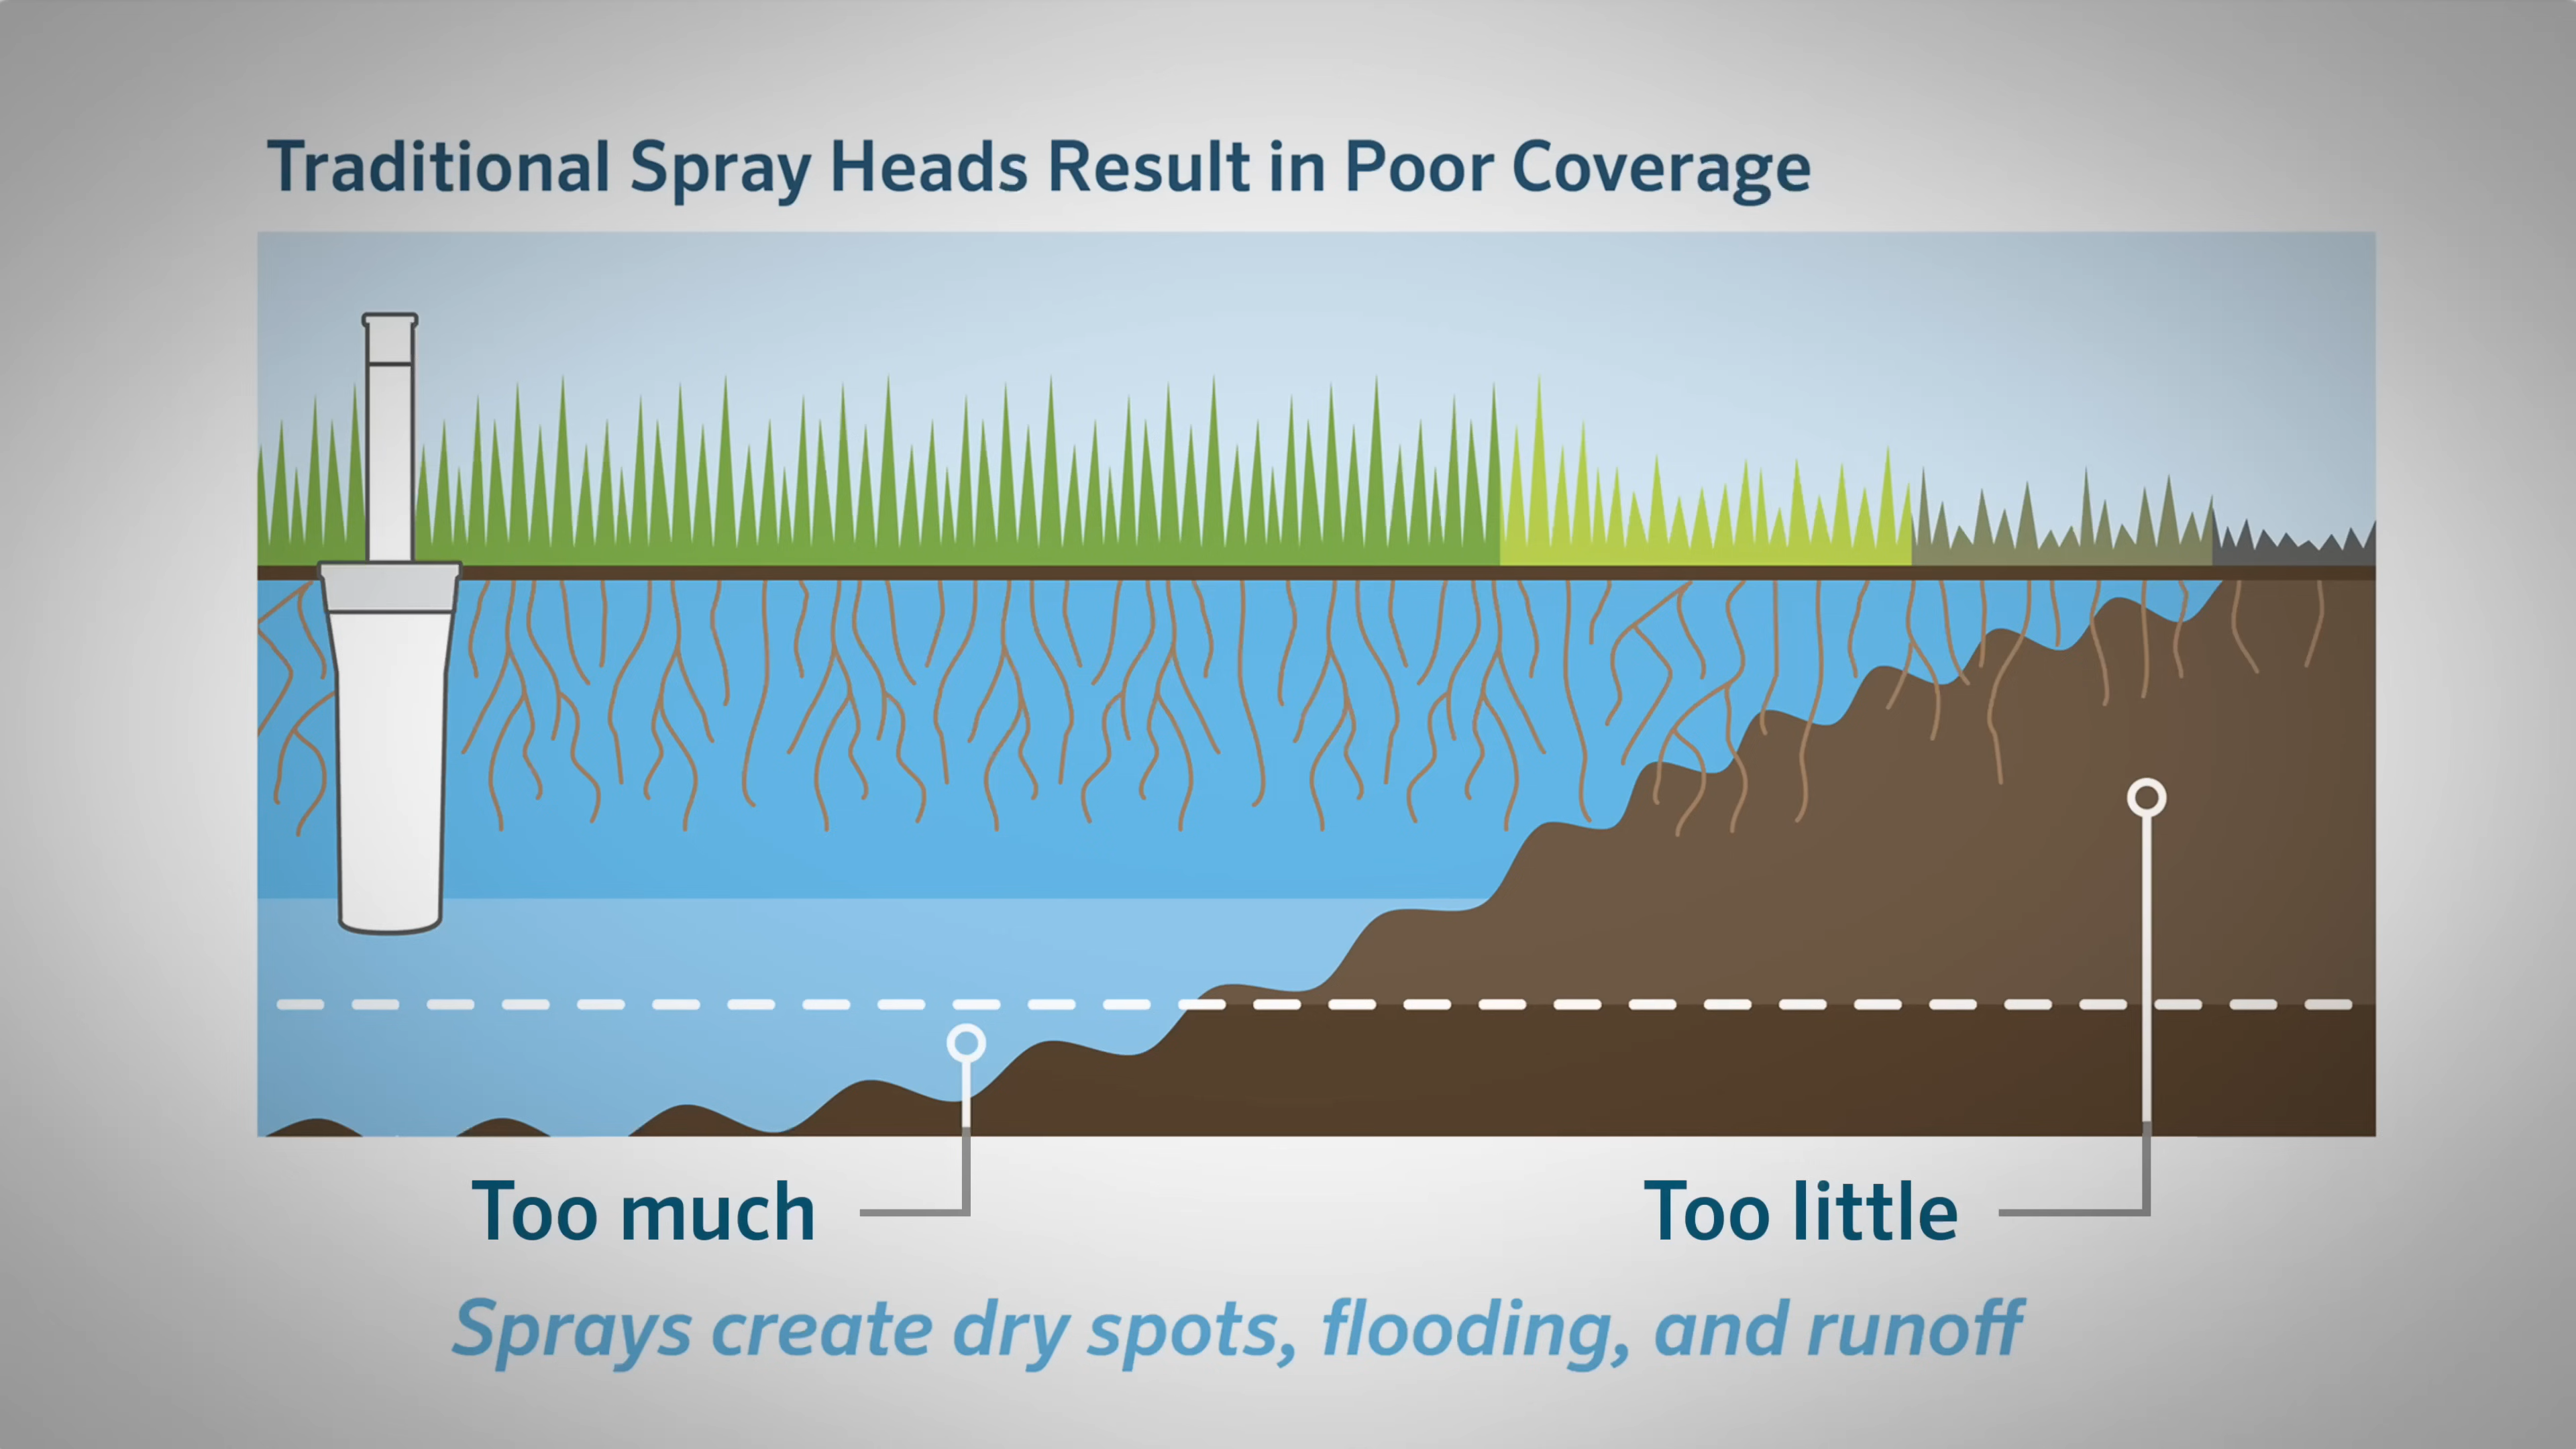 Traditional Spray Heads Result in Poor Coverage
Too much
Too little
Sprays create dry spots, flooding, and runoff